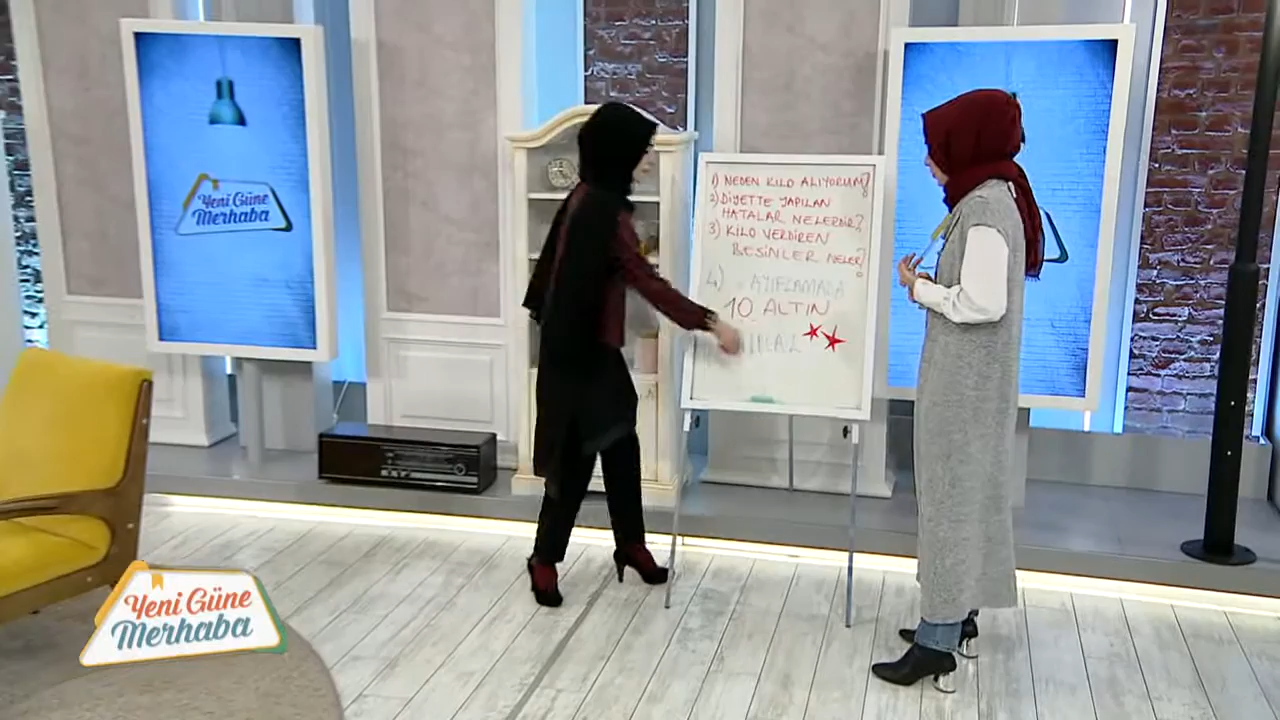 Yeni Güne
Merhaba
1) NEDEN KİLO ALIYORUM?
2) DİYETTE YAPILAN
HATALAR NELERDİR?
3) KİLO VERDİREN
BESİNLER NELER?
4)
10 ALTIN
Yeni Güne
Merhaba